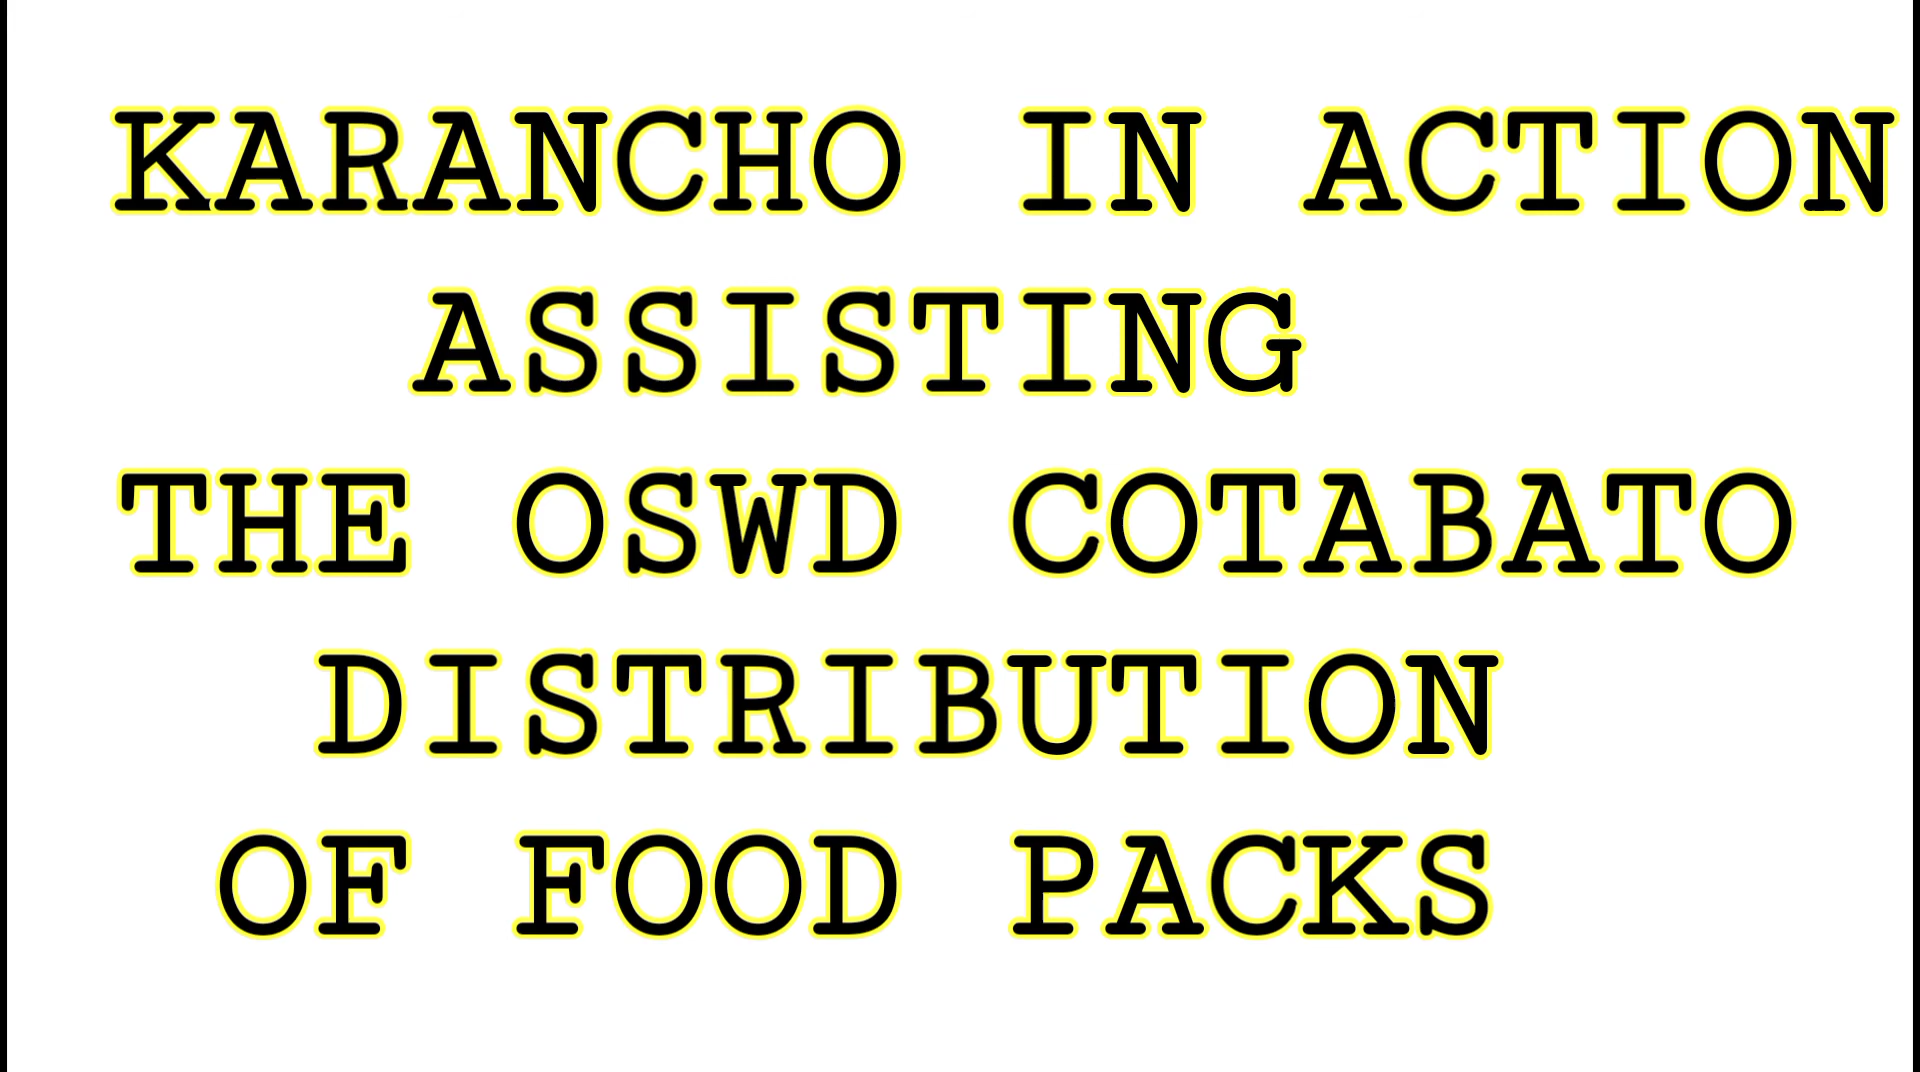 KARANCHO IN ACTION
ASSISTING
THE OSWD COTABATO
DISTRIBUTION
OF FOOD PACKS